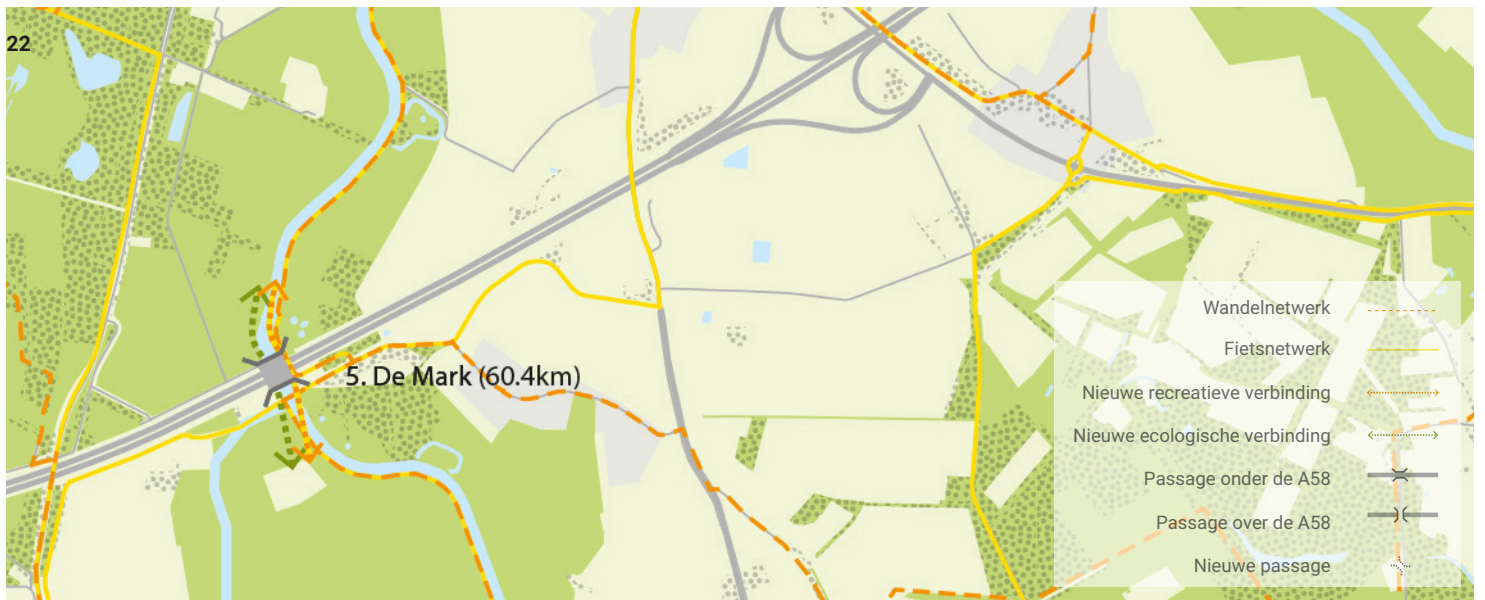 22
5. De Mark (60.4km)
Wandelnetwerk
Fietsnetwerk
Nieuwe recreatieve verbinding
Nieuwe ecologische verbinding
Passage onder de A58
Passage over de A58
Nieuwe passage